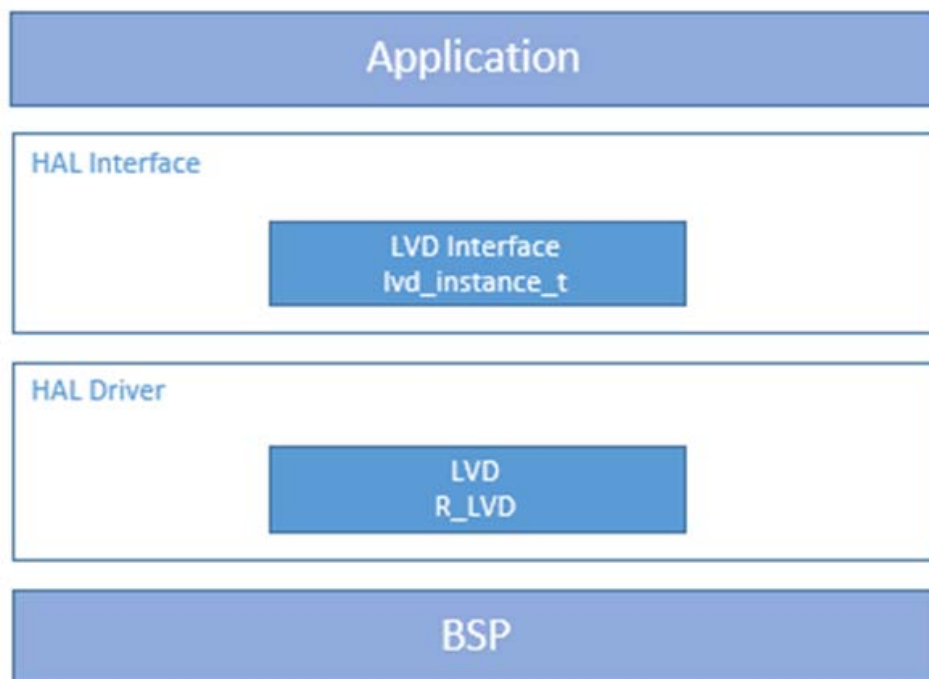 Application
HAL Interface
LVD Interface
lvd_instance_t
HAL Driver
LVD
R_LVD
BSP